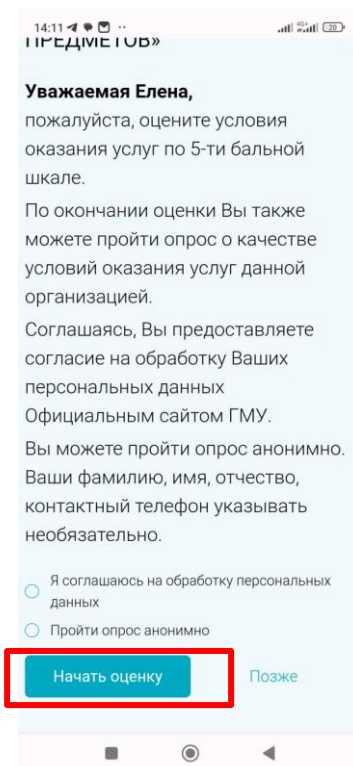 14:11
4G+
20
ПРЕДМЕТОВ»
Уважаемая Елена,
пожалуйста, оцените условия
оказания услуг по 5-ти бальной
шкале.
По окончании оценки Вы также
можете пройти опрос о качестве
условий оказания услуг данной
организацией.
Соглашаясь, Вы предоставляете
согласие на обработку Ваших
персональных данных
Официальным сайтом ГМУ.
Вы можете пройти опрос анонимно.
Ваши фамилию, имя, отчество,
контактный телефон указывать
необязательно.
Я соглашаюсь на обработку персональных
данных
Пройти опрос анонимно
Начать оценку
Позже